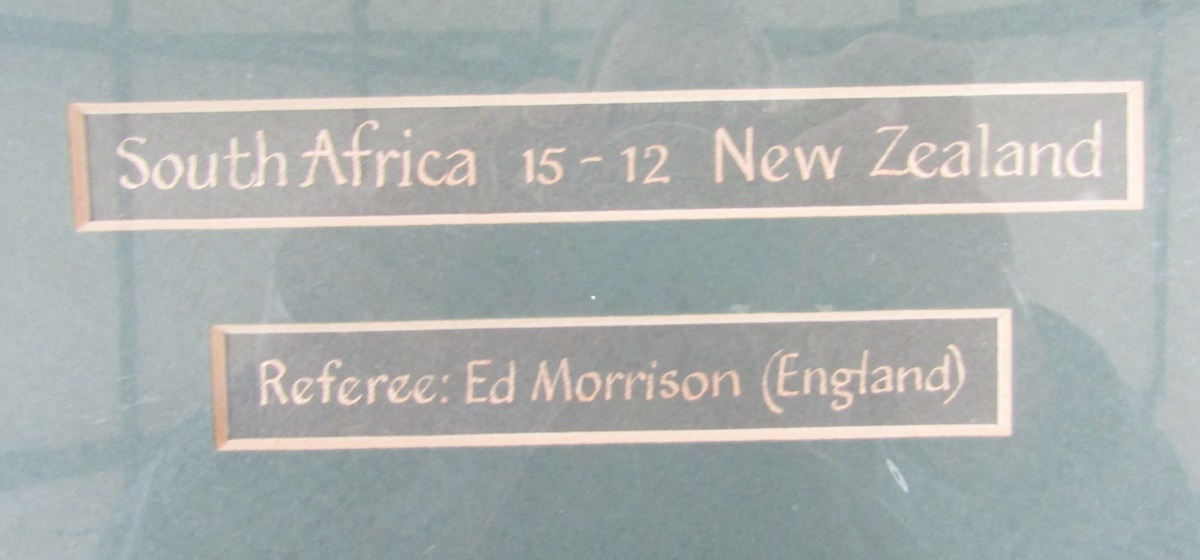 South Africa 15 - 12 New Zealand
Referee: Ed Morrison (England)